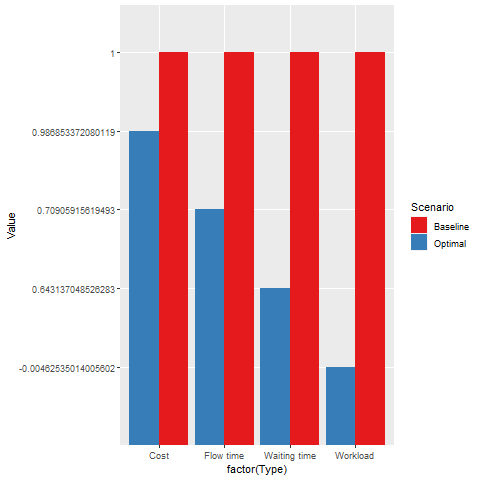 1
0.986853372080119
0.70905915619493
0.643137048526283
-0.00462535014005602
Value
Cost
Flow time
Waiting time
Workload
factor(Type)
Scenario
Baseline
Optimal